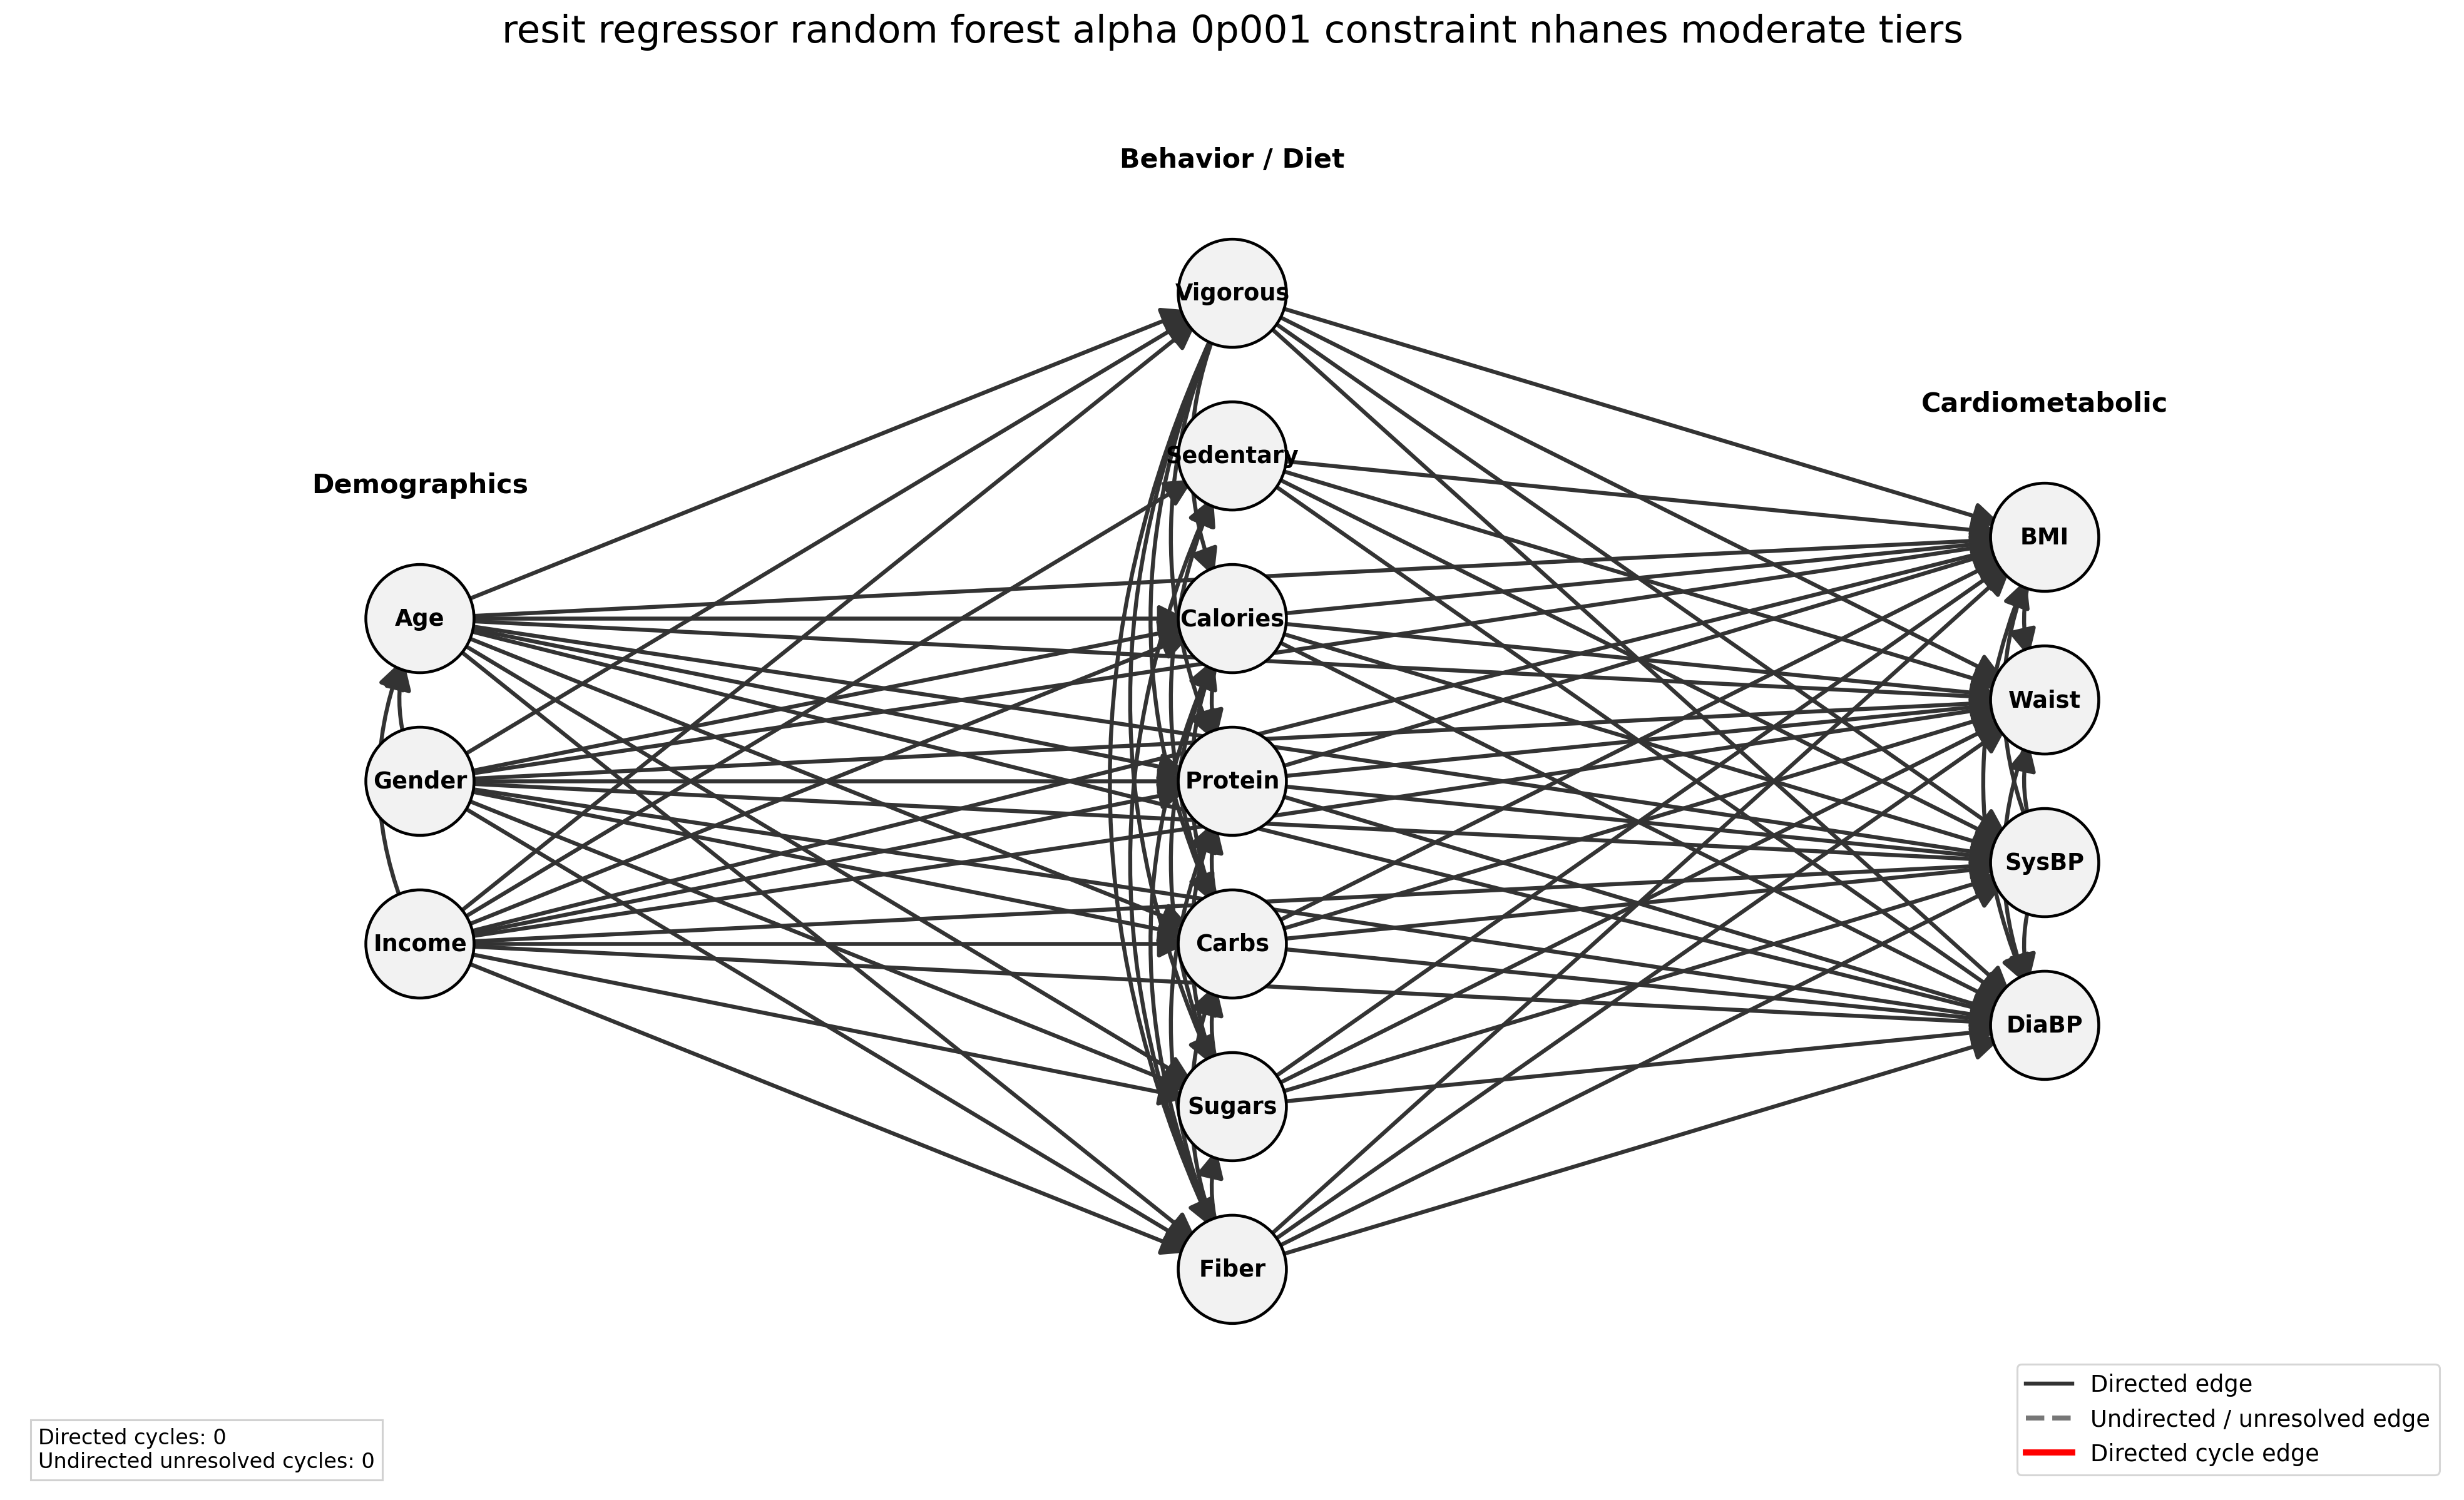 resit regressor random forest alpha 0p001 constraint nhanes moderate tiers
Behavior / Diet
Cardiometabolic
Demographics
Vigorous
Sedentary
BMI
Age
Calories
Waist
Gender
Protein
SysBP
Income
Carbs
DiaBP
Sugars
Fiber
Directed edge
Undirected / unresolved edge
Directed cycle edge
Directed cycles: 0
Undirected unresolved cycles: 0